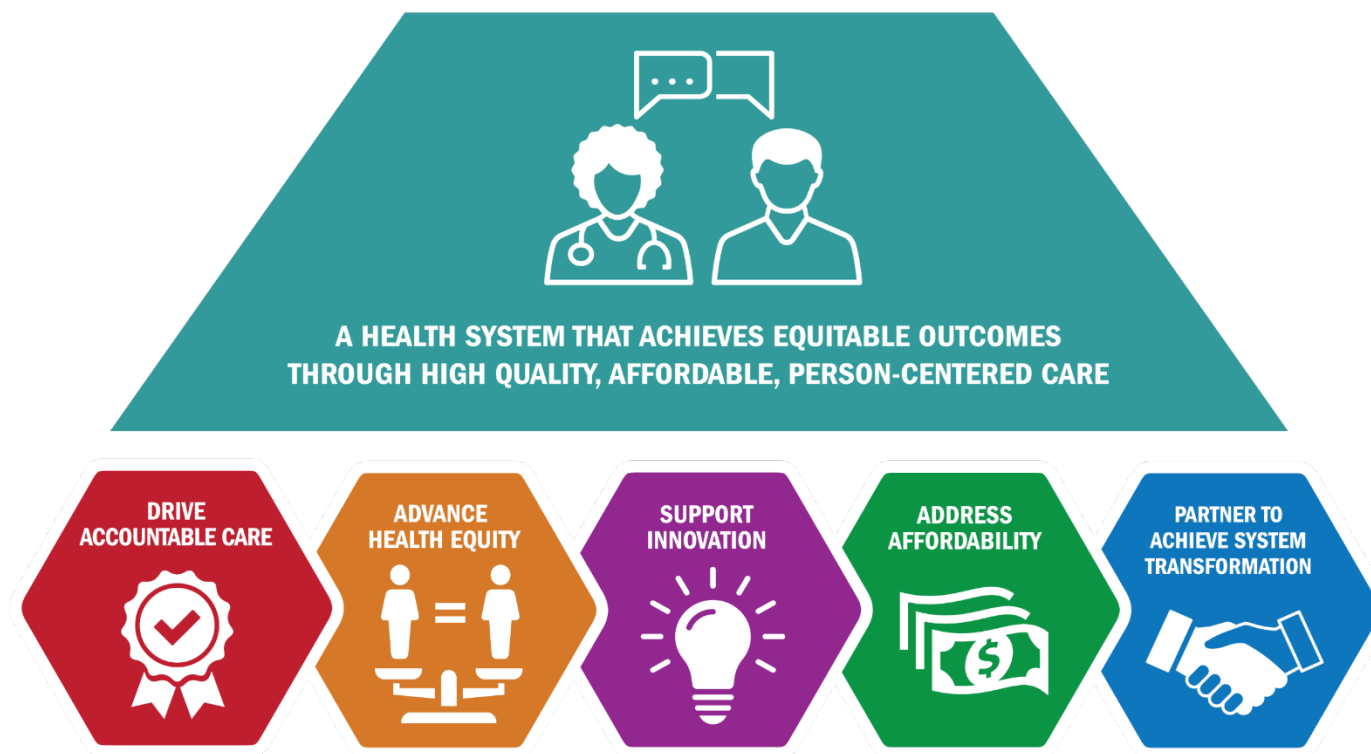 A HEALTH SYSTEM THAT ACHIEVES EQUITABLE OUTCOMES
THROUGH HIGH QUALITY, AFFORDABLE, PERSON-CENTERED CARE
DRIVE
ACCOUNTABLE CARE
ADVANCE
HEALTH EQUITY
=
SUPPORT
INNOVATION
ADDRESS
AFFORDABILITY
$
PARTNER TO
ACHIEVE SYSTEM
TRANSFORMATION